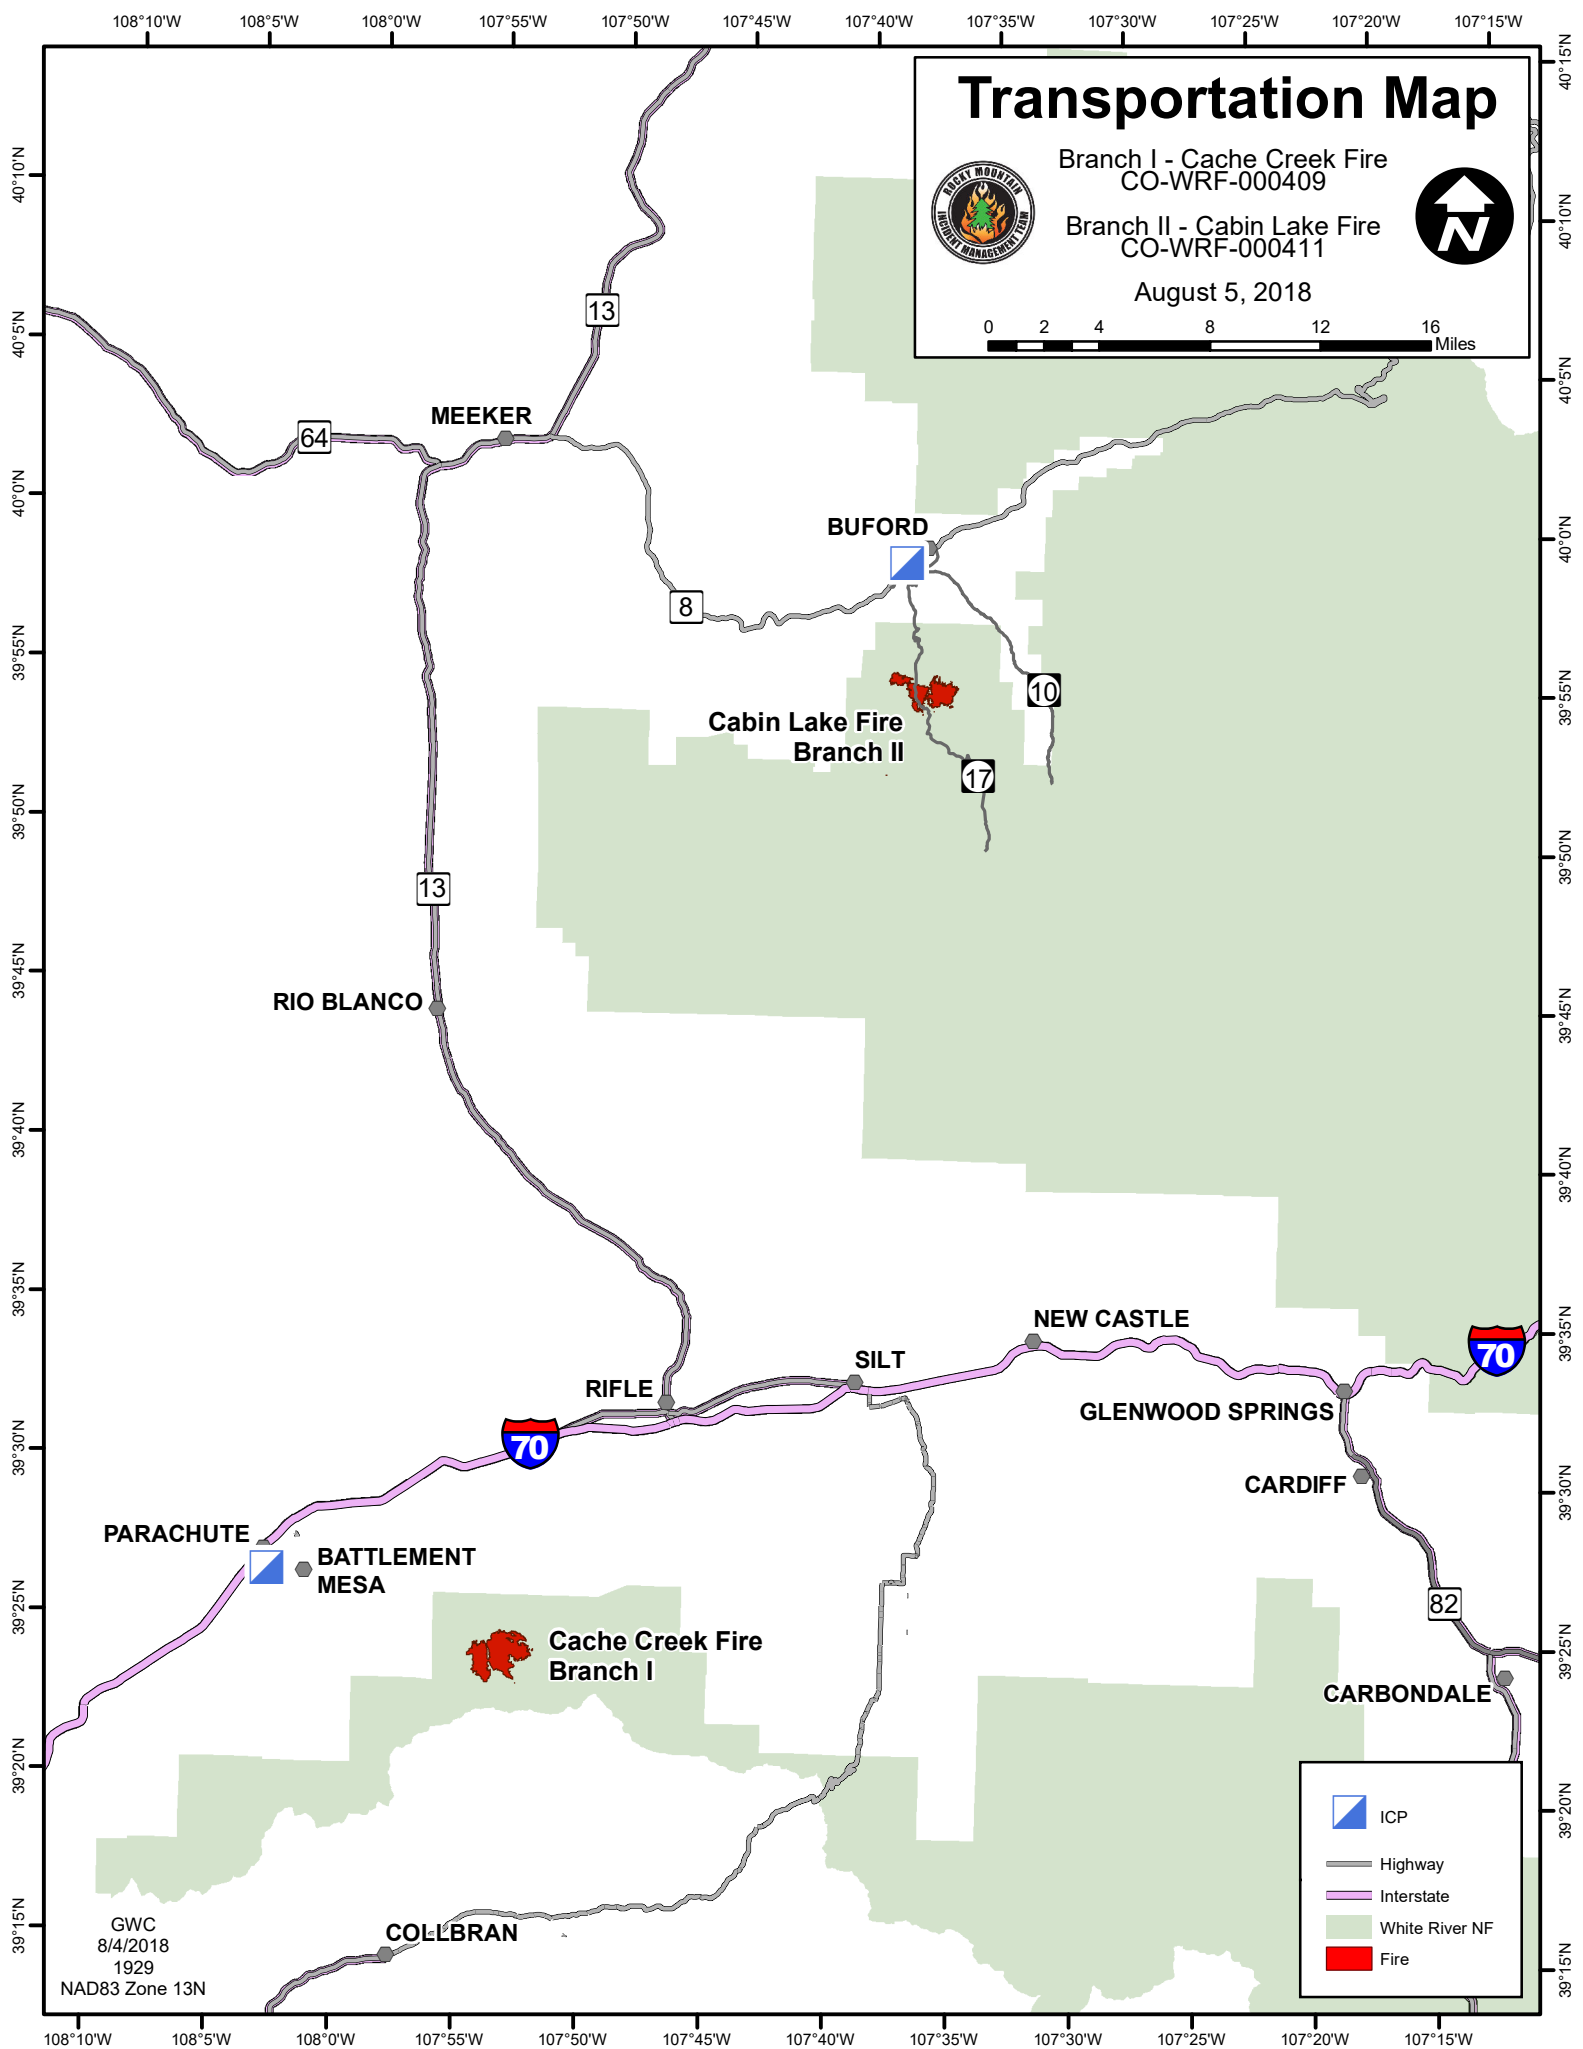 108°10'W 108°5'W 108°0'W 107°55'W 107°50'W 107°45'W 107°40'W 107°35'W 107°30'W 107°25'W 107°20'W 107°15'W
Transportation Map
Branch I - Cache Creek Fire
CO-WRF-000409
Branch II - Cabin Lake Fire
CO-WRF-000411
August 5, 2018
0 2 4 8 12 16
Miles
ROCKY MOUNTAIN
INCIDENT MANAGEMENT TEAM
N
40°15'N
40°10'N
40°10'N
40°5'N
40°5'N
40°0'N
40°0'N
39°55'N
39°55'N
39°50'N
39°50'N
39°45'N
39°45'N
39°40'N
39°40'N
39°35'N
39°35'N
39°30'N
39°30'N
39°25'N
39°25'N
39°20'N
39°20'N
39°15'N
39°15'N
13
MEEKER
64
BUFORD
8
10
Cabin Lake Fire
Branch II
17
13
RIO BLANCO
NEW CASTLE
70
SILT
RIFLE
GLENWOOD SPRINGS
70
CARDIFF
PARACHUTE
BATTLEMENT
MESA
82
Cache Creek Fire
Branch I
CARBONDALE
COLLBRAN
ICP
Highway
Interstate
White River NF
Fire
GWC
8/4/2018
1929
NAD83 Zone 13N
108°10'W 108°5'W 108°0'W 107°55'W 107°50'W 107°45'W 107°40'W 107°35'W 107°30'W 107°25'W 107°20'W 107°15'W